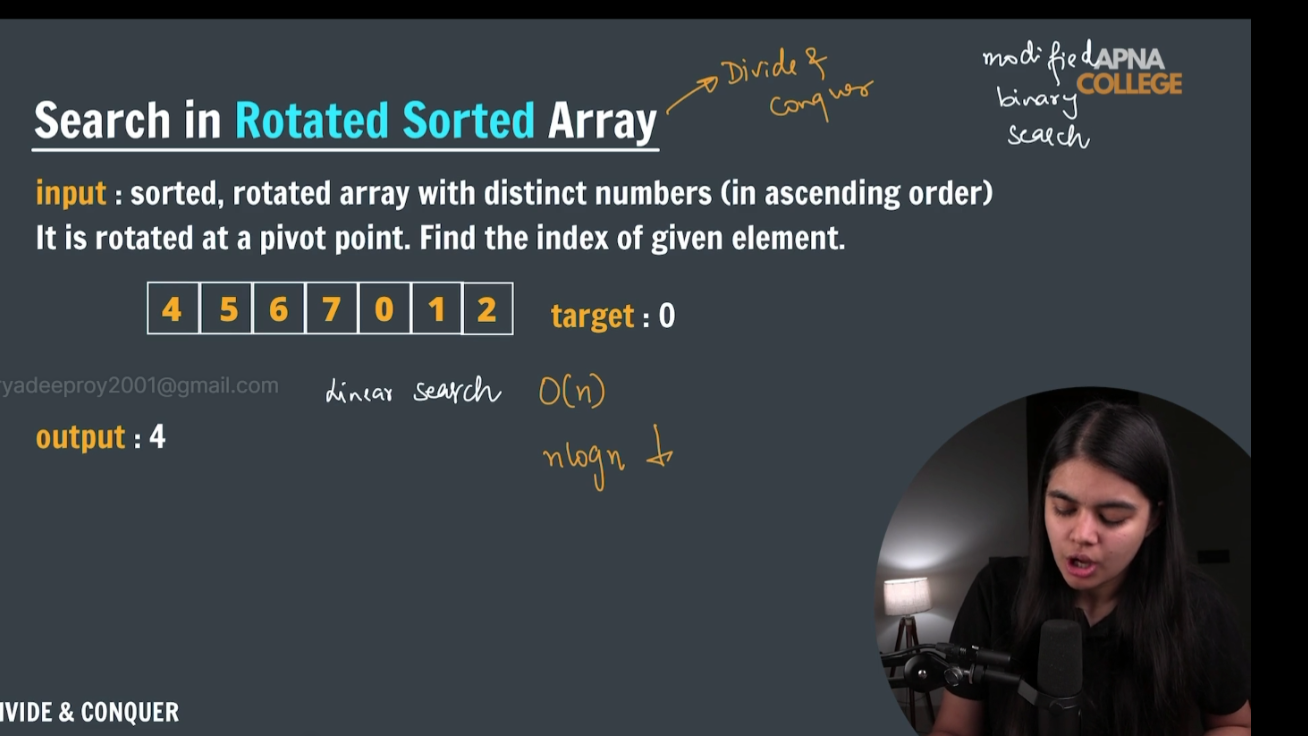 Divide &
Conquer
modified
binary
search
APNA
COLLEGE
Search in Rotated Sorted Array
input : sorted, rotated array with distinct numbers (in ascending order)
It is rotated at a pivot point. Find the index of given element.
4 5 6 7 0 1 2
target : 0
ryadeeproy2001@gmail.com
Linear search O(n)
output : 4
nlogn ↓
IVIDE & CONQUER